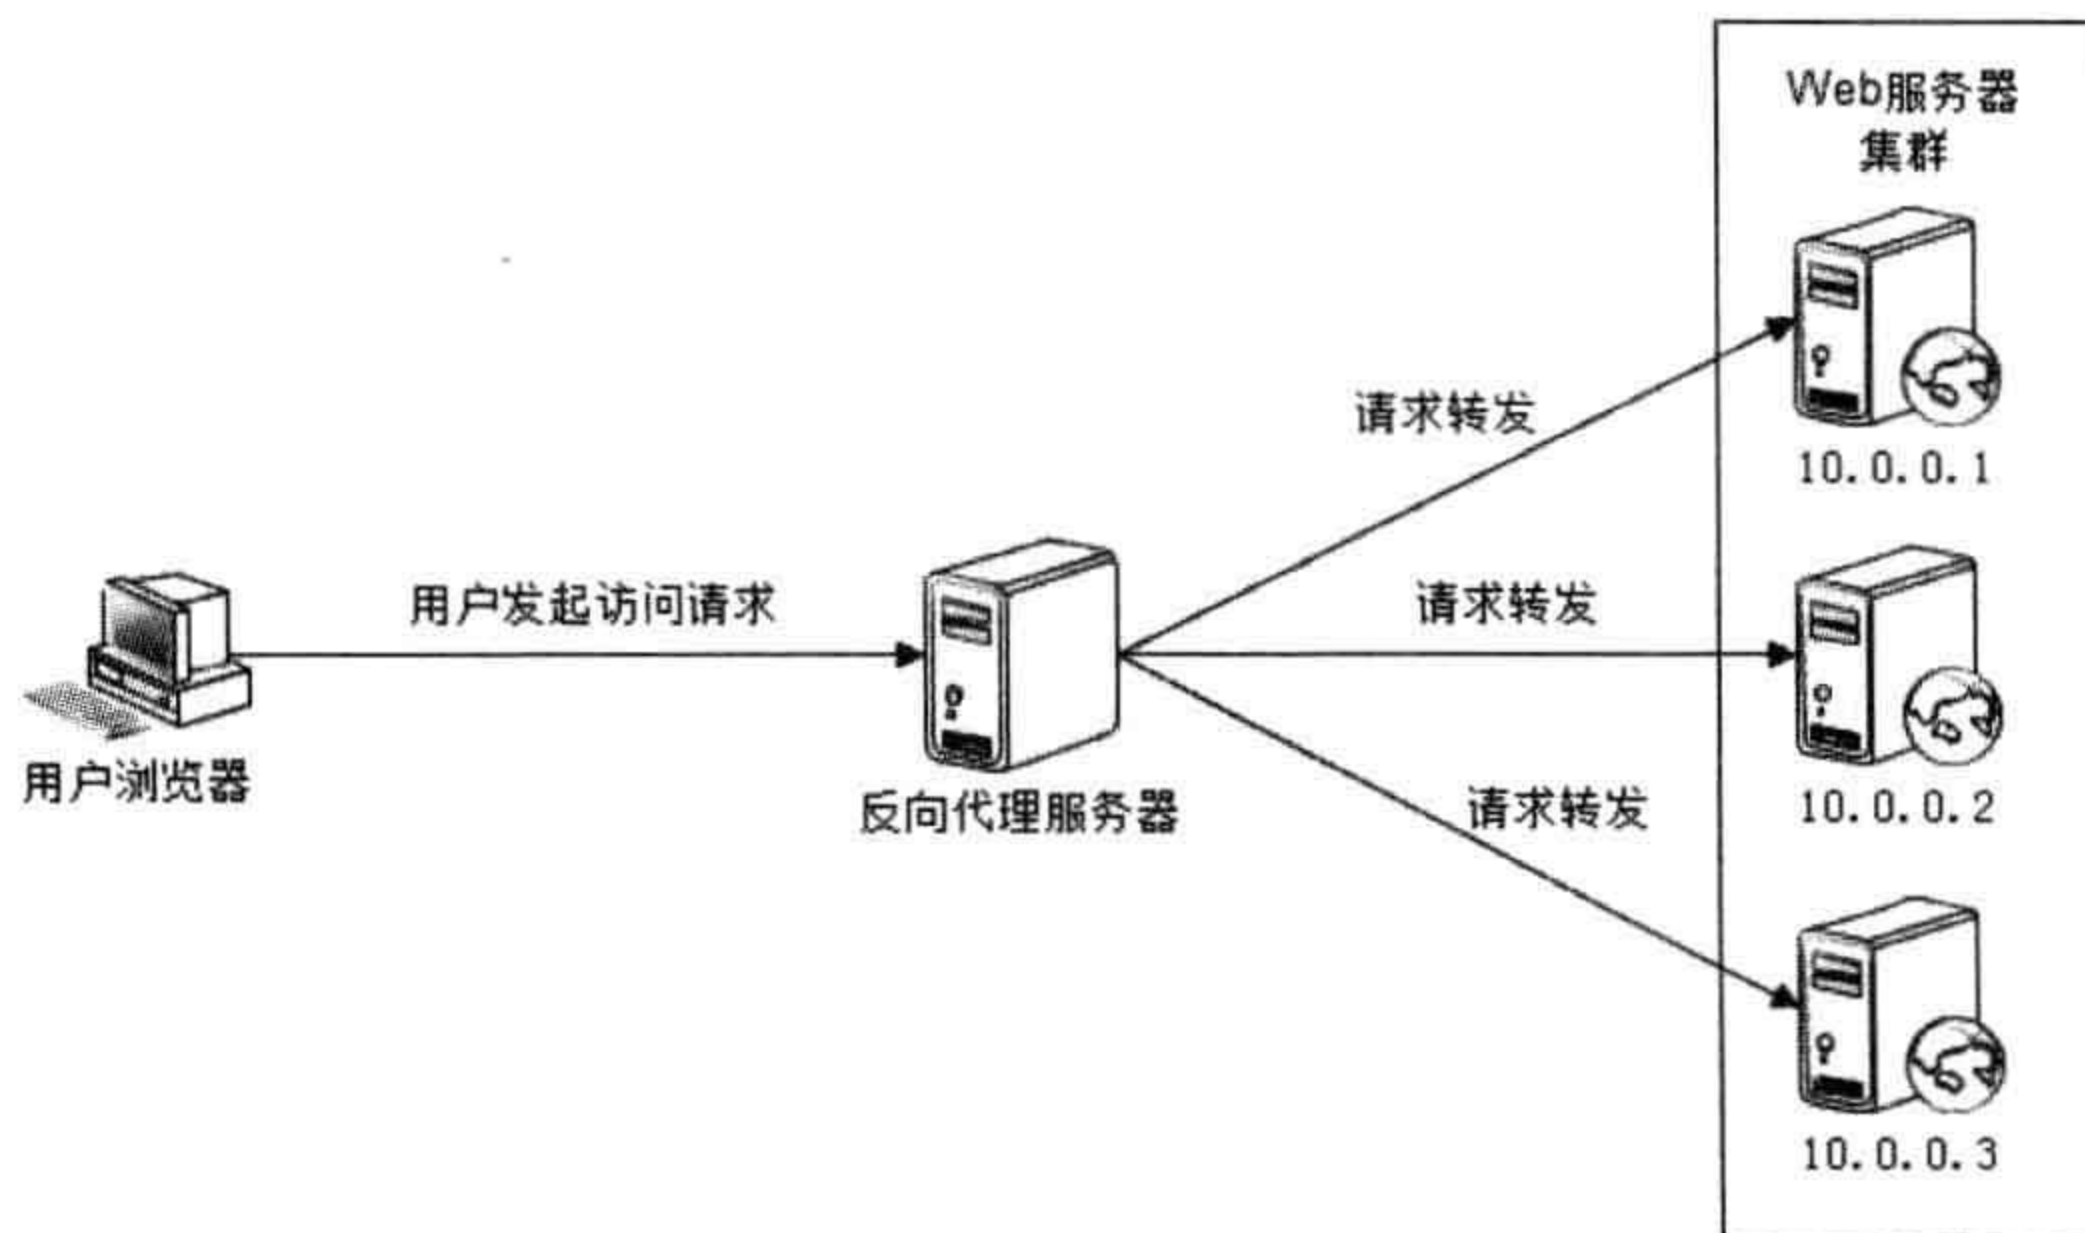 Web服务器
集群
请求转发
10.0.0.1
用户发起访问请求
请求转发
用户浏览器
反向代理服务器
请求转发
10.0.0.2
10.0.0.3